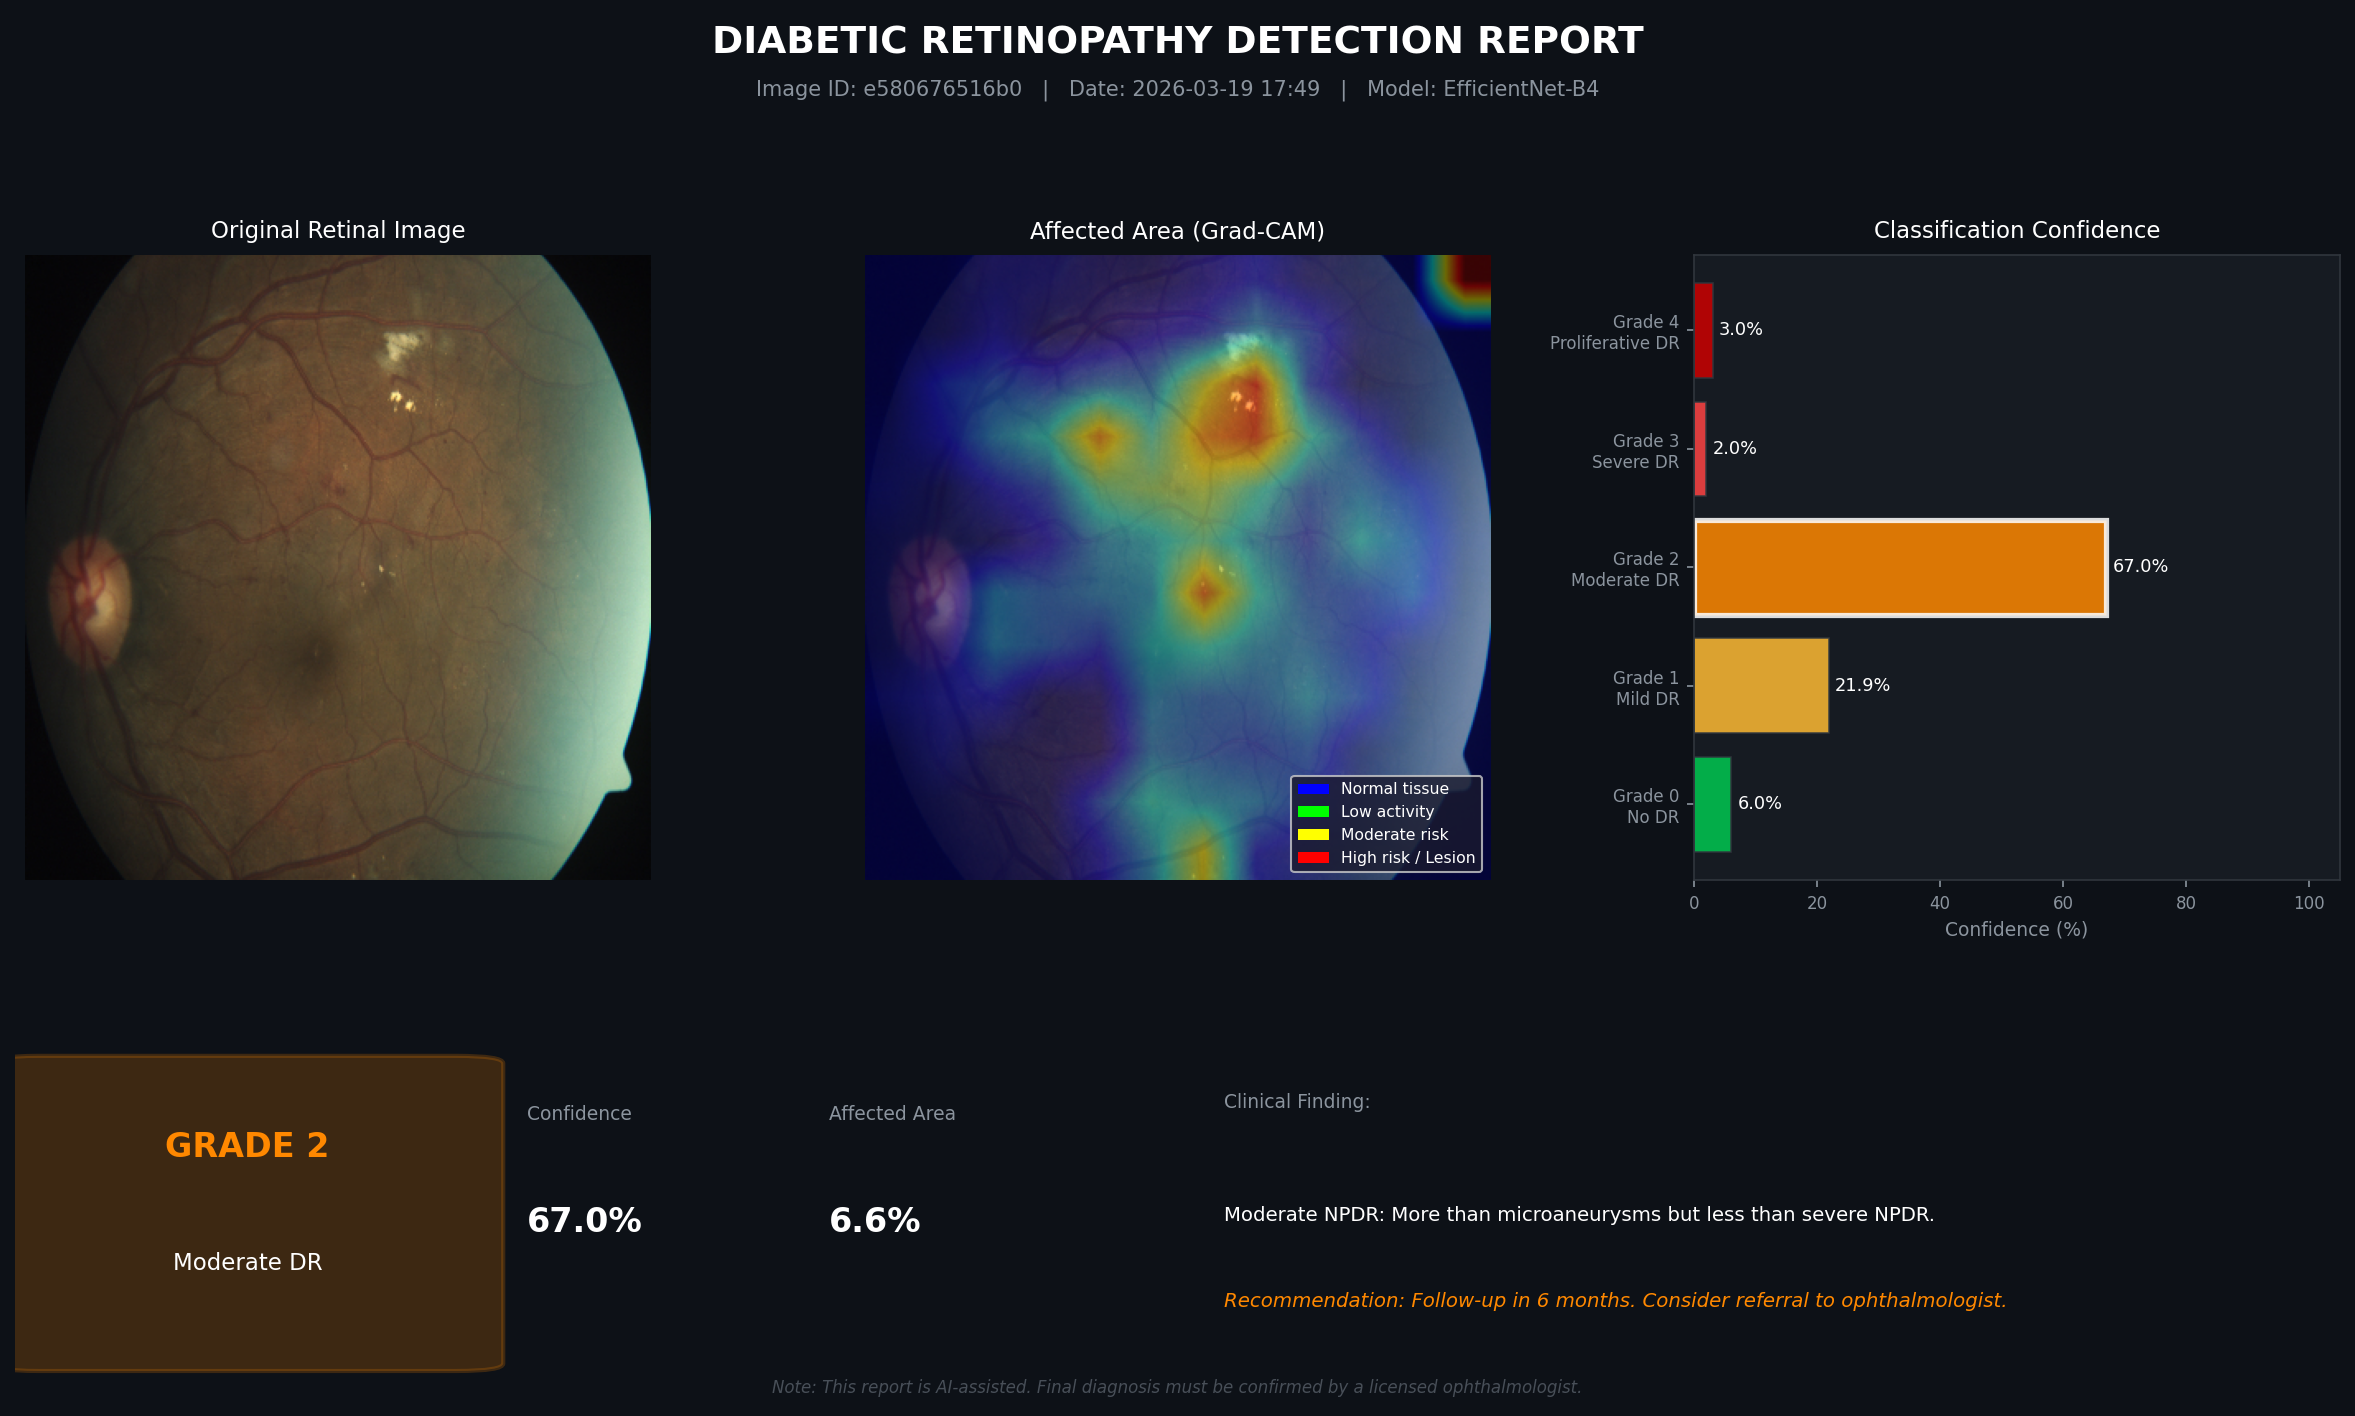 DIABETIC RETINOPATHY DETECTION REPORT
Image ID: e580676516b0 | Date: 2026-03-19 17:49 | Model: EfficientNet-B4
Original Retinal Image
Affected Area (Grad-CAM)
Normal tissue
Low activity
Moderate risk
High risk / Lesion
Classification Confidence
Grade 4
Proliferative DR
3.0%
Grade 3
Severe DR
2.0%
Grade 2
Moderate DR
67.0%
Grade 1
Mild DR
21.9%
Grade 0
No DR
6.0%
0 20 40 60 80 100
Confidence (%)
GRADE 2
Moderate DR
Confidence
67.0%
Affected Area
6.6%
Clinical Finding:
Moderate NPDR: More than microaneurysms but less than severe NPDR.
Recommendation: Follow-up in 6 months. Consider referral to ophthalmologist.
Note: This report is AI-assisted. Final diagnosis must be confirmed by a licensed ophthalmologist.